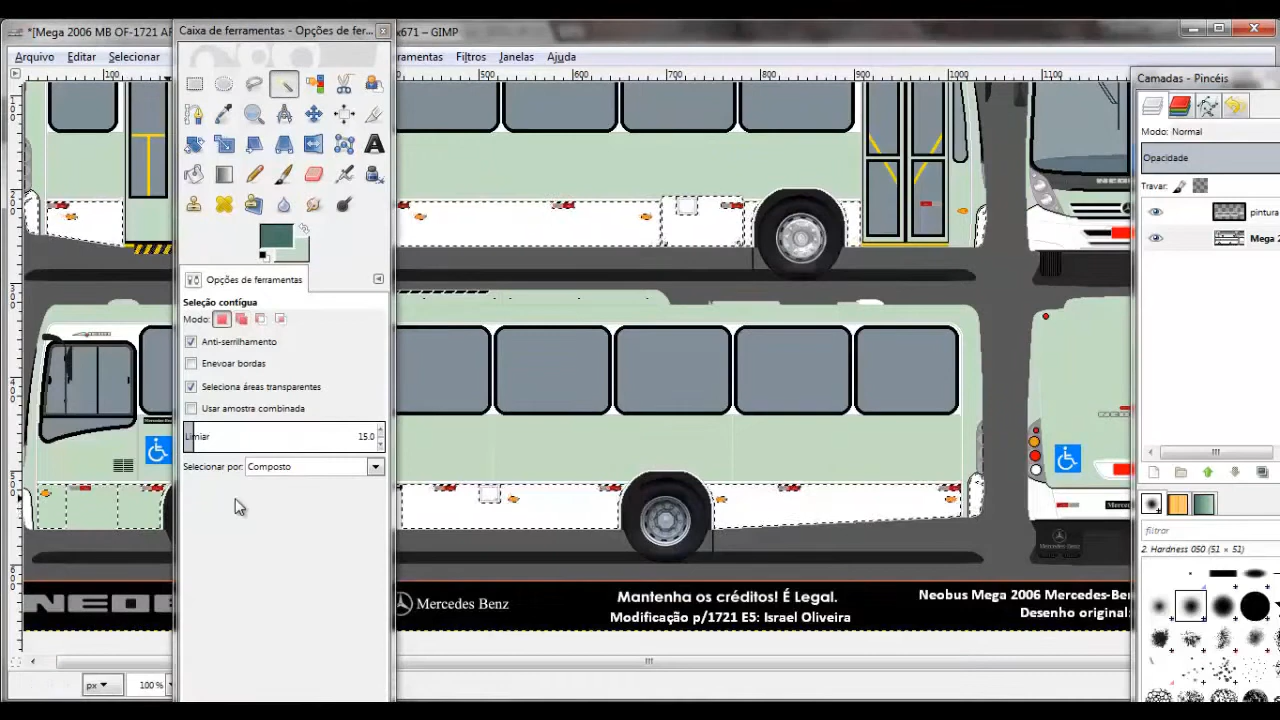 *[Mega 2006 MB OF-1721 AR
Caixa de ferramentas - Opções de fer...
x671 – GIMP
Arquivo Editar Selecionar
ramentas Filtros Janelas Ajuda
100 500 600 700 800 900 1000 1100
Camadas - Pincéis
Modo: Normal
Opacidade
Travar:
pintura
Mega 2
Opções de ferramentas
Seleção contígua
Modo:
Anti-serrilhamento
Enevoar bordas
Seleciona áreas transparentes
Usar amostra combinada
Limiar 15.0
Selecionar por: Composto
filtrar
2. Hardness 050 (51 × 51)
NEOB
Mercedes Benz
Mantenha os créditos! É Legal.
Modificação p/1721 E5: Israel Oliveira
Neobus Mega 2006 Mercedes-Ben
Desenho original:
px 100 %